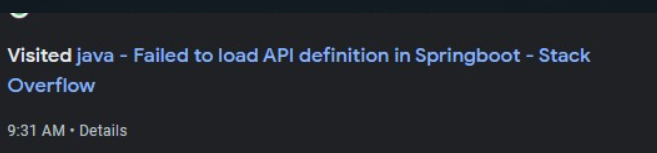 Visited java - Failed to load API definition in Springboot - Stack
Overflow
9:31 AM • Details